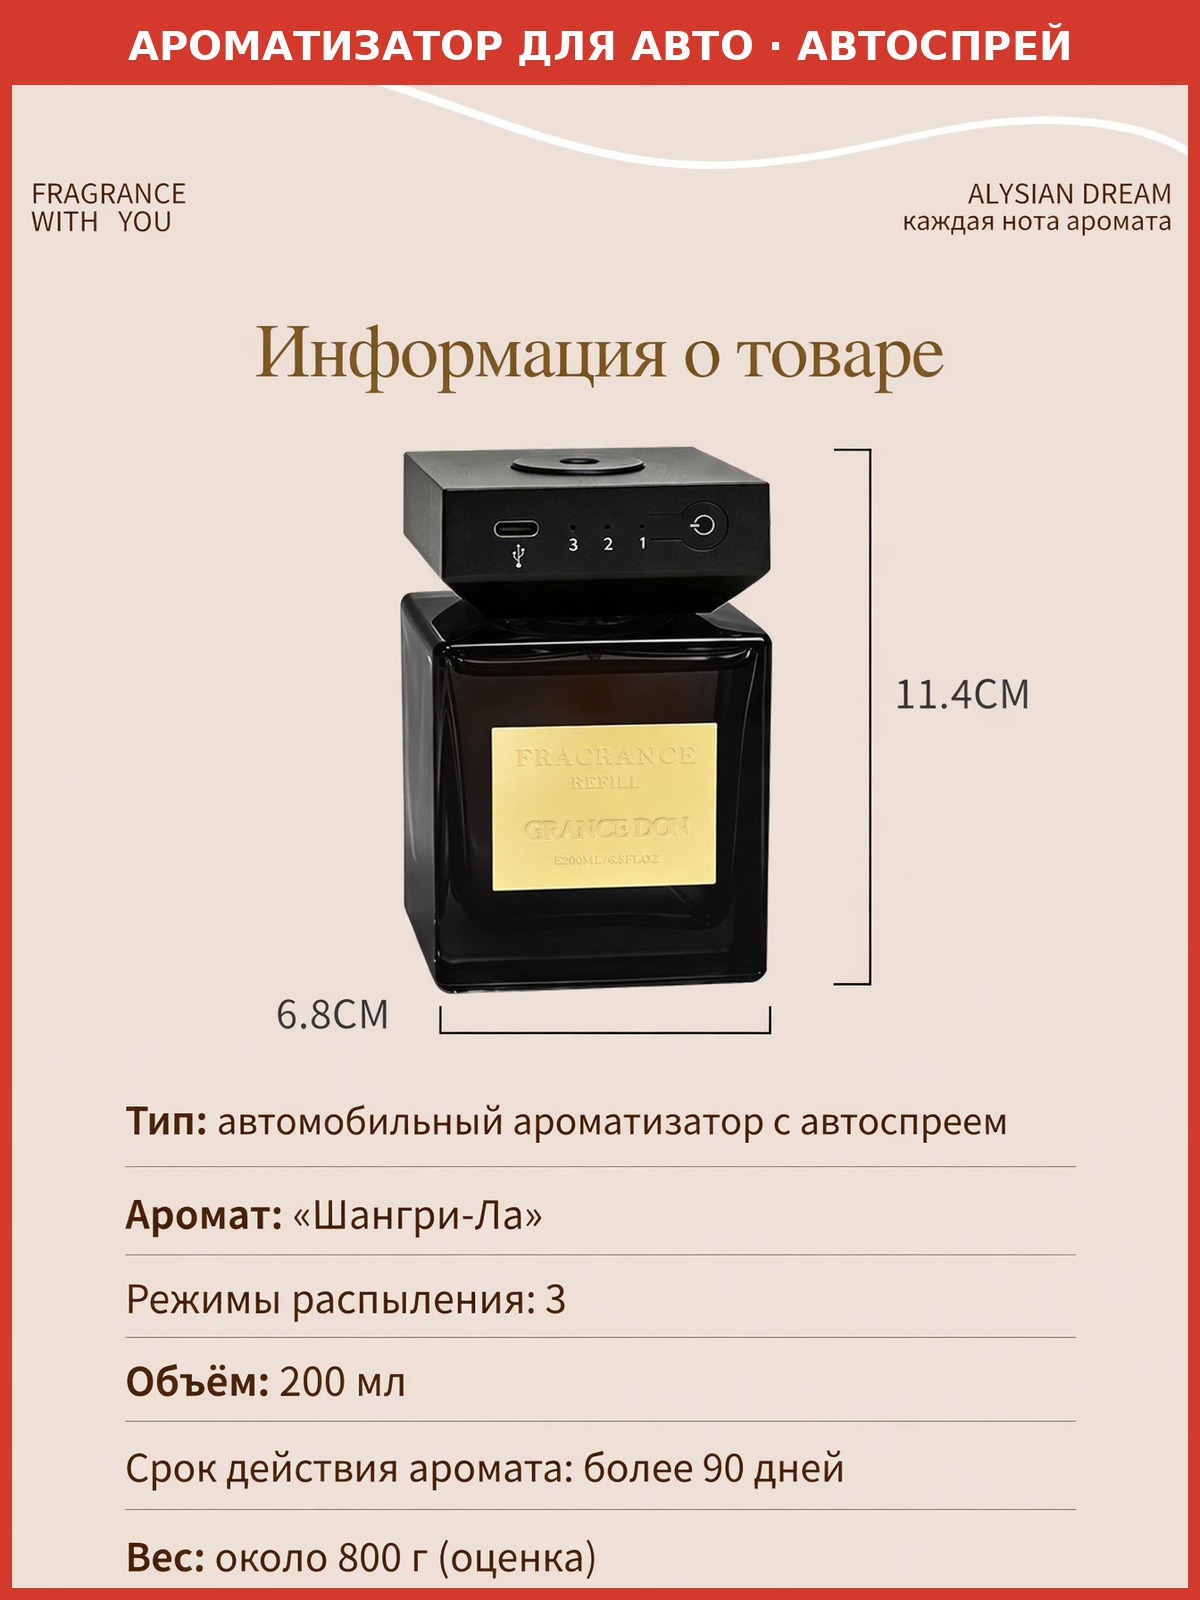 АРОМАТИЗАТОР ДЛЯ АВТО · АВТОСПРЕЙ
FRAGRANCE
WITH YOU
ALYSIAN DREAM
каждая нота аромата
Информация о товаре
3 2 1
FRAGRANCE
REFILL
GRANCE DON
E200ML/6.8FL.OZ
11.4CM
6.8CM
Тип: автомобильный ароматизатор с автоспреем
Аромат: «Шангри-Ла»
Режимы распыления: 3
Объём: 200 мл
Срок действия аромата: более 90 дней
Вес: около 800 г (оценка)